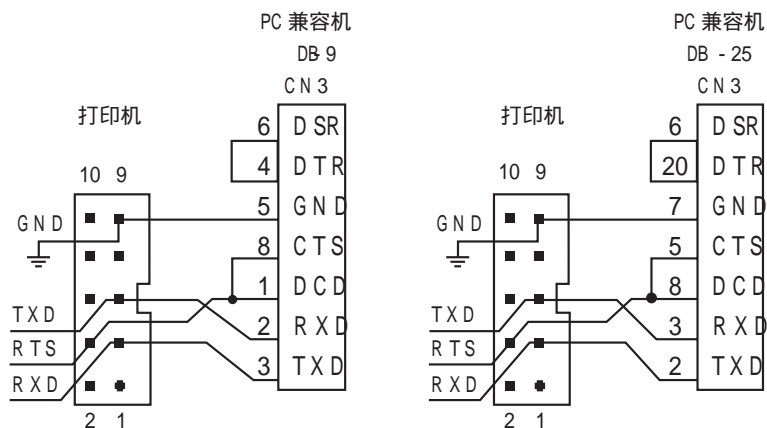 PC 兼容机
DB-9
CN3
打印机
10 9
GND
TXD
RTS
RXD
2 1
6 DSR
4 DTR
5 GND
8 CTS
1 DCD
2 RXD
3 TXD
PC 兼容机
DB - 25
CN3
打印机
10 9
GND
TXD
RTS
RXD
2 1
6 DSR
20 DTR
7 GND
5 CTS
8 DCD
3 RXD
2 TXD